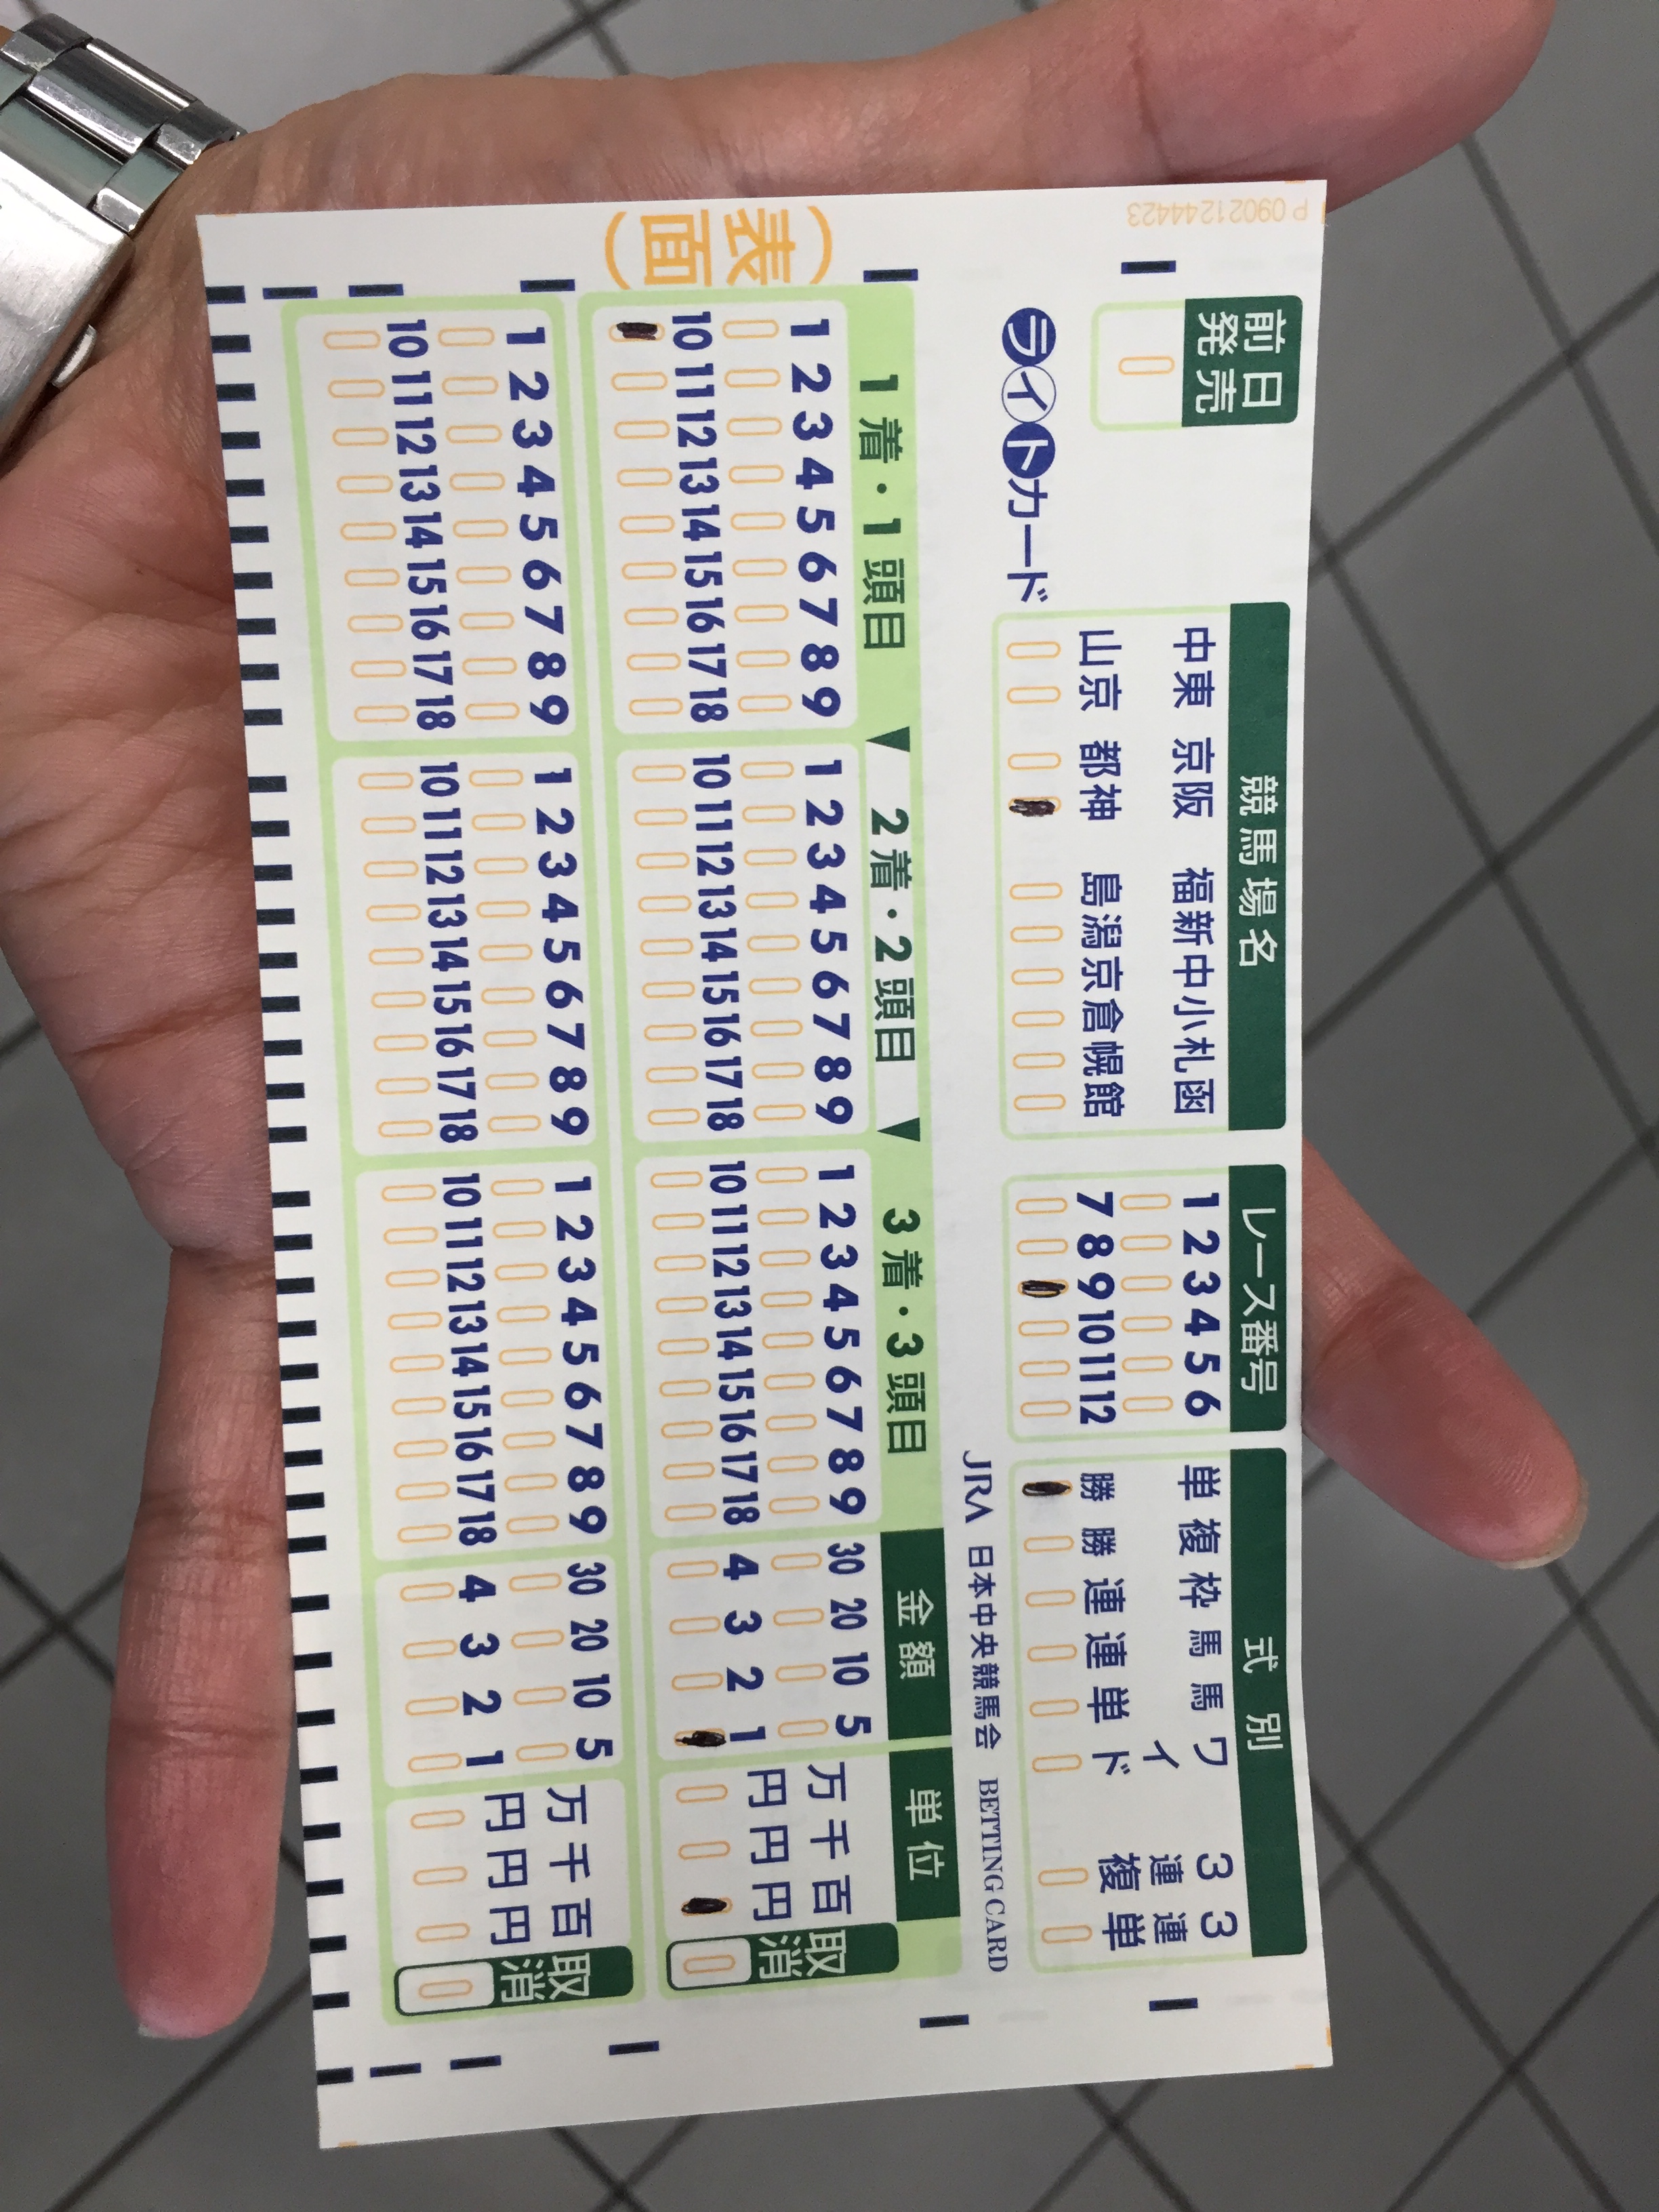 (表面)
P 09021244423
前日
発売
ライトカード
競馬場名
中東 京阪 福新中小札函
山京 都神 島潟京倉幌館
レース番号
1 2 3 4 5 6
7 8 9 10 11 12
式別
単 複 枠 馬 馬 ワイド 3連複 3連単
勝 勝 連 連 単
JRA 日本中央競馬会 BETTING CARD
1着・1頭目
2着・2頭目
3着・3頭目
金額
単位
1 2 3 4 5 6 7 8 9
10 11 12 13 14 15 16 17 18
1 2 3 4 5 6 7 8 9
10 11 12 13 14 15 16 17 18
1 2 3 4 5 6 7 8 9
10 11 12 13 14 15 16 17 18
30 20 10 5
4 3 2 1
万 千 百
円 円 円
取消
1 2 3 4 5 6 7 8 9
10 11 12 13 14 15 16 17 18
1 2 3 4 5 6 7 8 9
10 11 12 13 14 15 16 17 18
1 2 3 4 5 6 7 8 9
10 11 12 13 14 15 16 17 18
30 20 10 5
4 3 2 1
万 千 百
円 円 円
取消